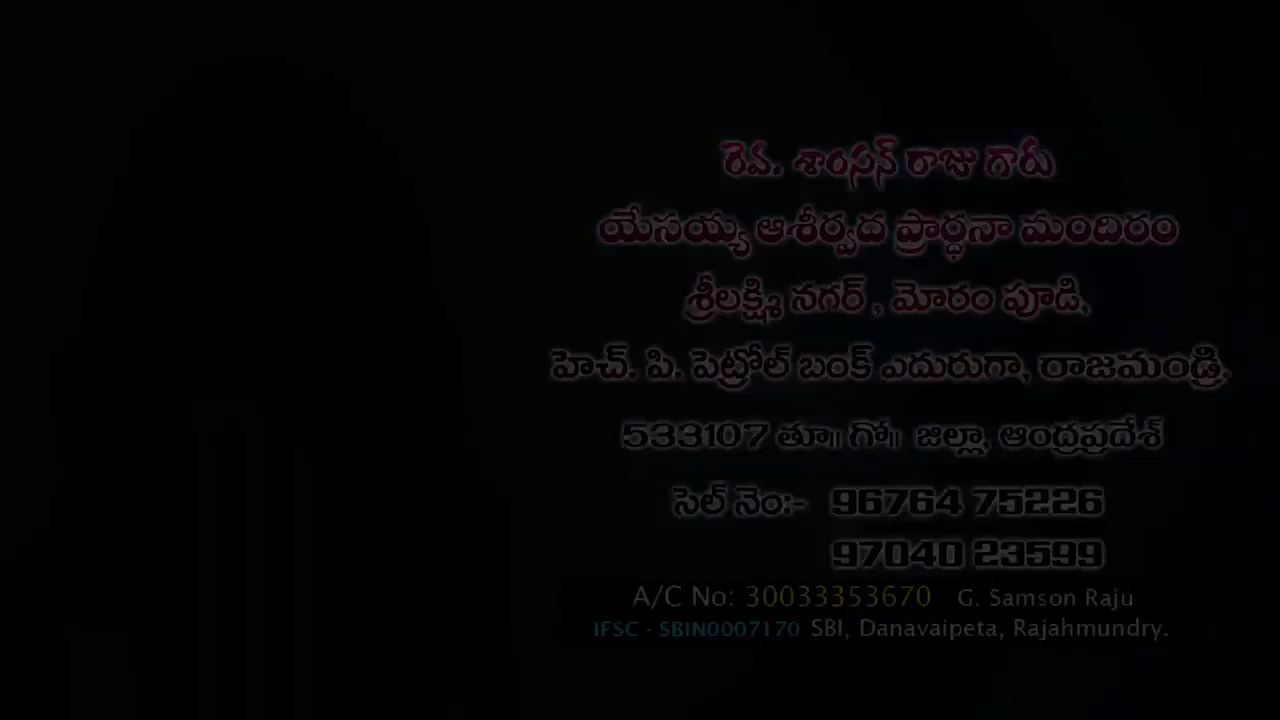 రెవ. శాంసన్ రాజు గారు
యేసయ్య ఆశీర్వద ప్రార్ధనా మందిరం
శ్రీలక్ష్మి నగర్ , మోరం పూడి,
హెచ్. పి. పెట్రోల్ బంక్ ఎదురుగా, రాజమండ్రి.
533107 తూ॥ గో॥ జిల్లా, ఆంద్రప్రదేశ్
సెల్ నెం:- 96764 75226
97040 23599
A/C No: 30033353670 G. Samson Raju
IFSC - SBIN0007170 SBI, Danavaipeta, Rajahmundry.